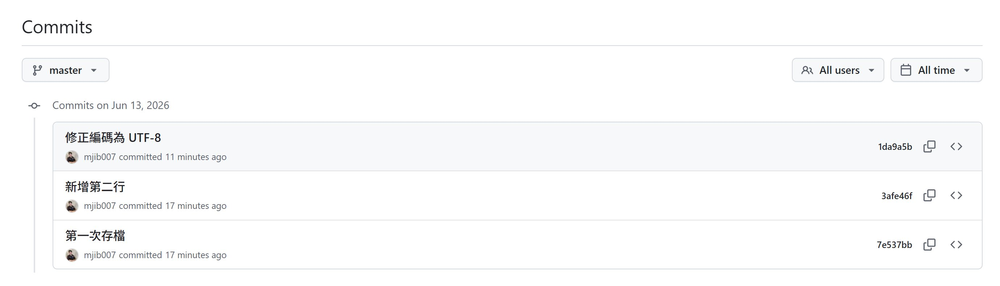 Commits
master
All users
All time
Commits on Jun 13, 2026
修正編碼為 UTF-8
mjib007 committed 11 minutes ago
1da9a5b
新增第二行
mjib007 committed 17 minutes ago
3afe46f
第一次存檔
mjib007 committed 17 minutes ago
7e537bb